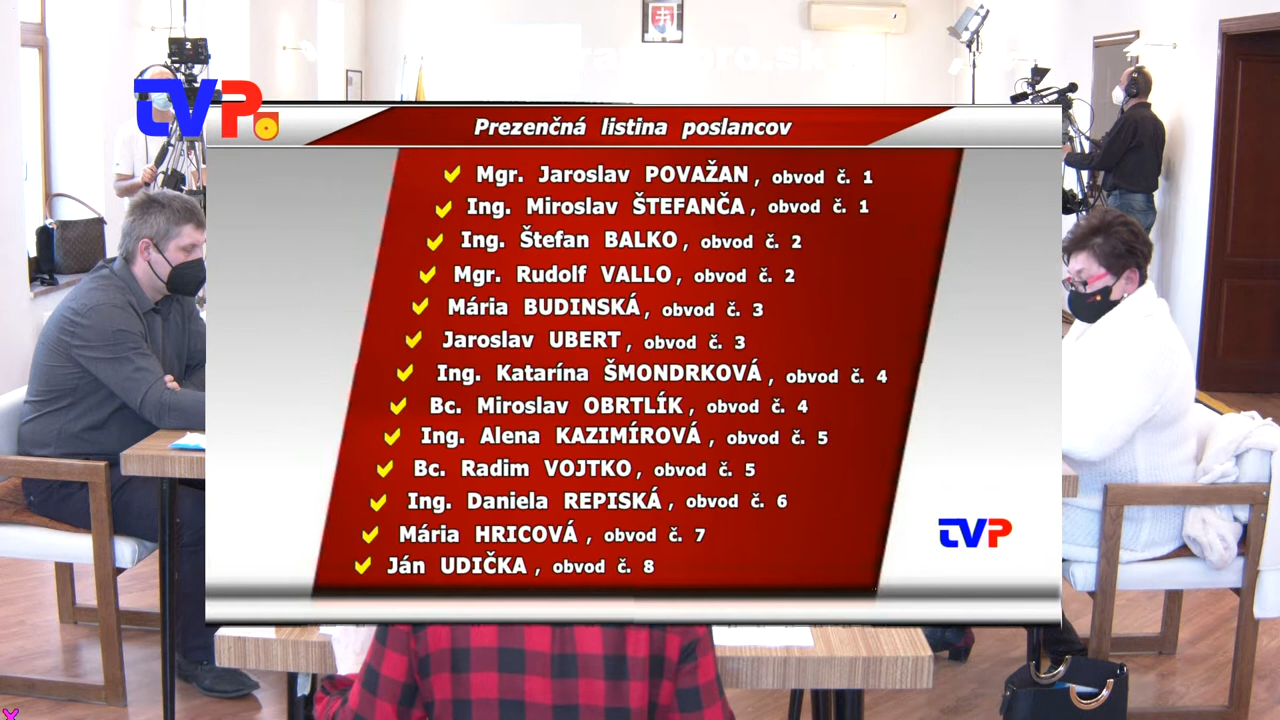 2
TVP
Prezenčná listina poslancov
Mgr. Jaroslav POVAŽAN, obvod č. 1
Ing. Miroslav ŠTEFANČA, obvod č. 1
Ing. Štefan BALKO, obvod č. 2
Mgr. Rudolf VALLO, obvod č. 2
Mária BUDINSKÁ, obvod č. 3
Jaroslav UBERT, obvod č. 3
Ing. Katarína ŠMONDRKOVÁ, obvod č. 4
Bc. Miroslav OBRTLÍK, obvod č. 4
Ing. Alena KAZIMÍROVÁ, obvod č. 5
Bc. Radim VOJTKO, obvod č. 5
Ing. Daniela REPISKÁ, obvod č. 6
Mária HRICOVÁ, obvod č. 7
Ján UDIČKA, obvod č. 8
TVP